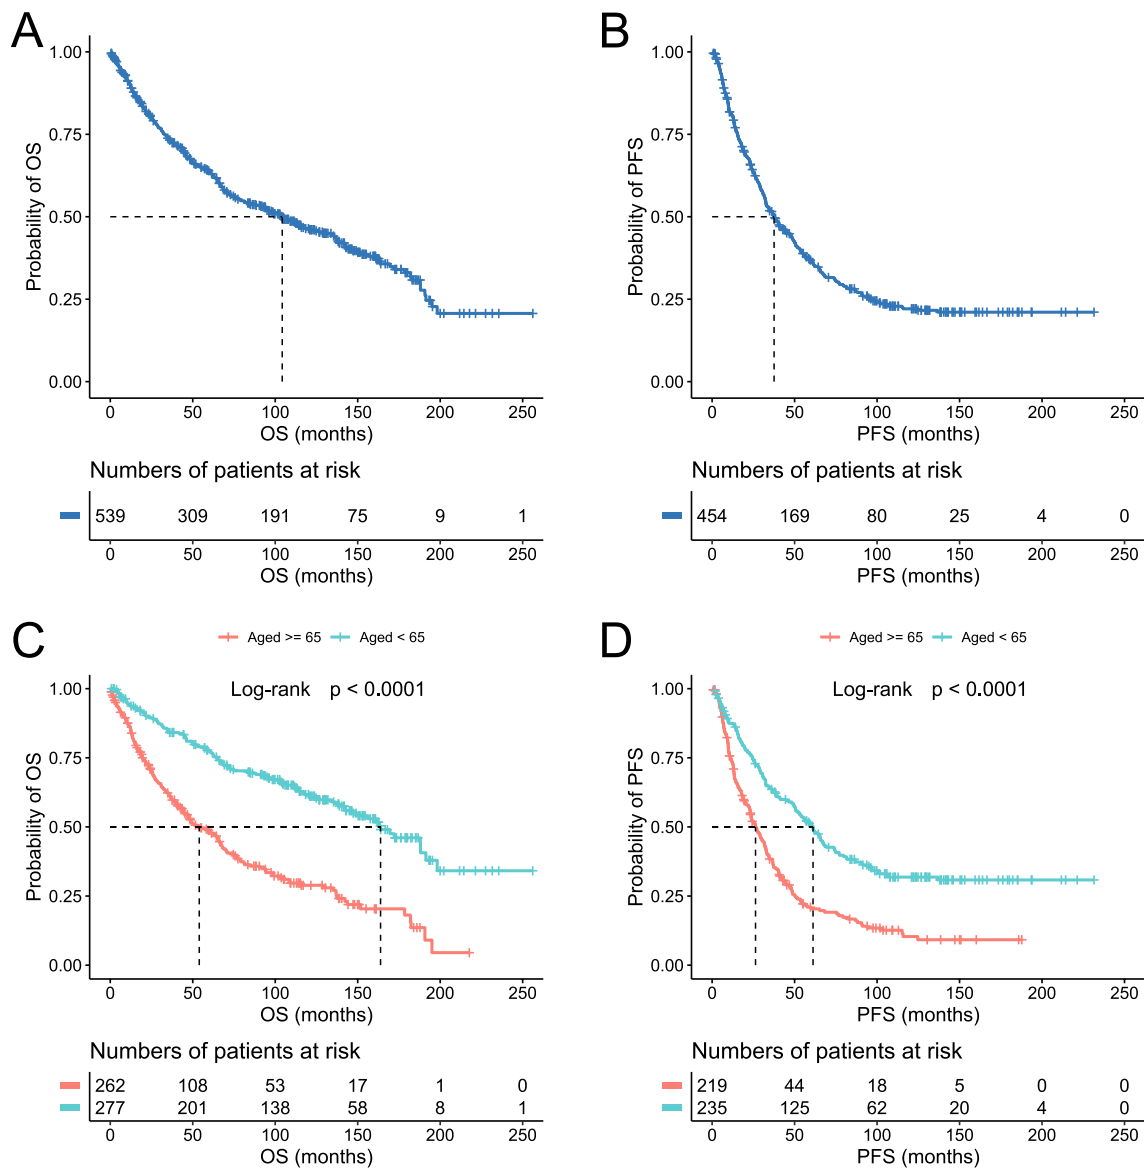 A
Probability of OS
1.00
0.75
0.50
0.25
0.00
0 50 100 150 200 250
OS (months)
Numbers of patients at risk
539 309 191 75 9 1
0 50 100 150 200 250
OS (months)
B
Probability of PFS
1.00
0.75
0.50
0.25
0.00
0 50 100 150 200 250
PFS (months)
Numbers of patients at risk
454 169 80 25 4 0
0 50 100 150 200 250
PFS (months)
C
Aged >= 65 Aged < 65
Log-rank p < 0.0001
Probability of OS
1.00
0.75
0.50
0.25
0.00
0 50 100 150 200 250
OS (months)
Numbers of patients at risk
262 108 53 17 1 0
277 201 138 58 8 1
0 50 100 150 200 250
OS (months)
D
Aged >= 65 Aged < 65
Log-rank p < 0.0001
Probability of PFS
1.00
0.75
0.50
0.25
0.00
0 50 100 150 200 250
PFS (months)
Numbers of patients at risk
219 44 18 5 0 0
235 125 62 20 4 0
0 50 100 150 200 250
PFS (months)